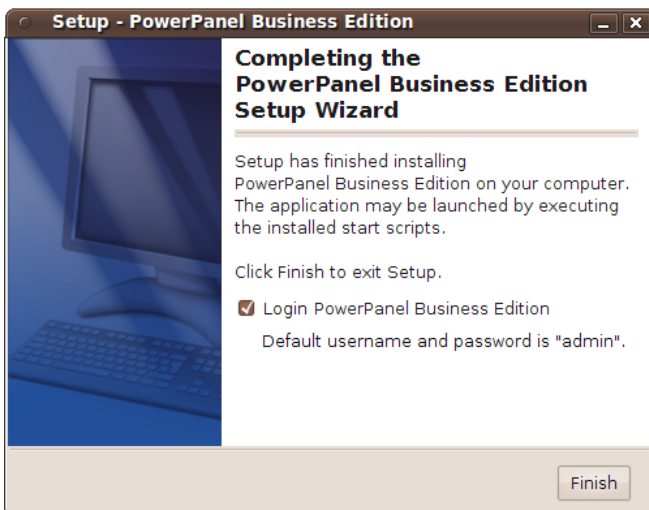 Setup - PowerPanel Business Edition
Completing the
PowerPanel Business Edition
Setup Wizard
Setup has finished installing
PowerPanel Business Edition on your computer.
The application may be launched by executing
the installed start scripts.
Click Finish to exit Setup.
Login PowerPanel Business Edition
Default username and password is "admin".
Finish